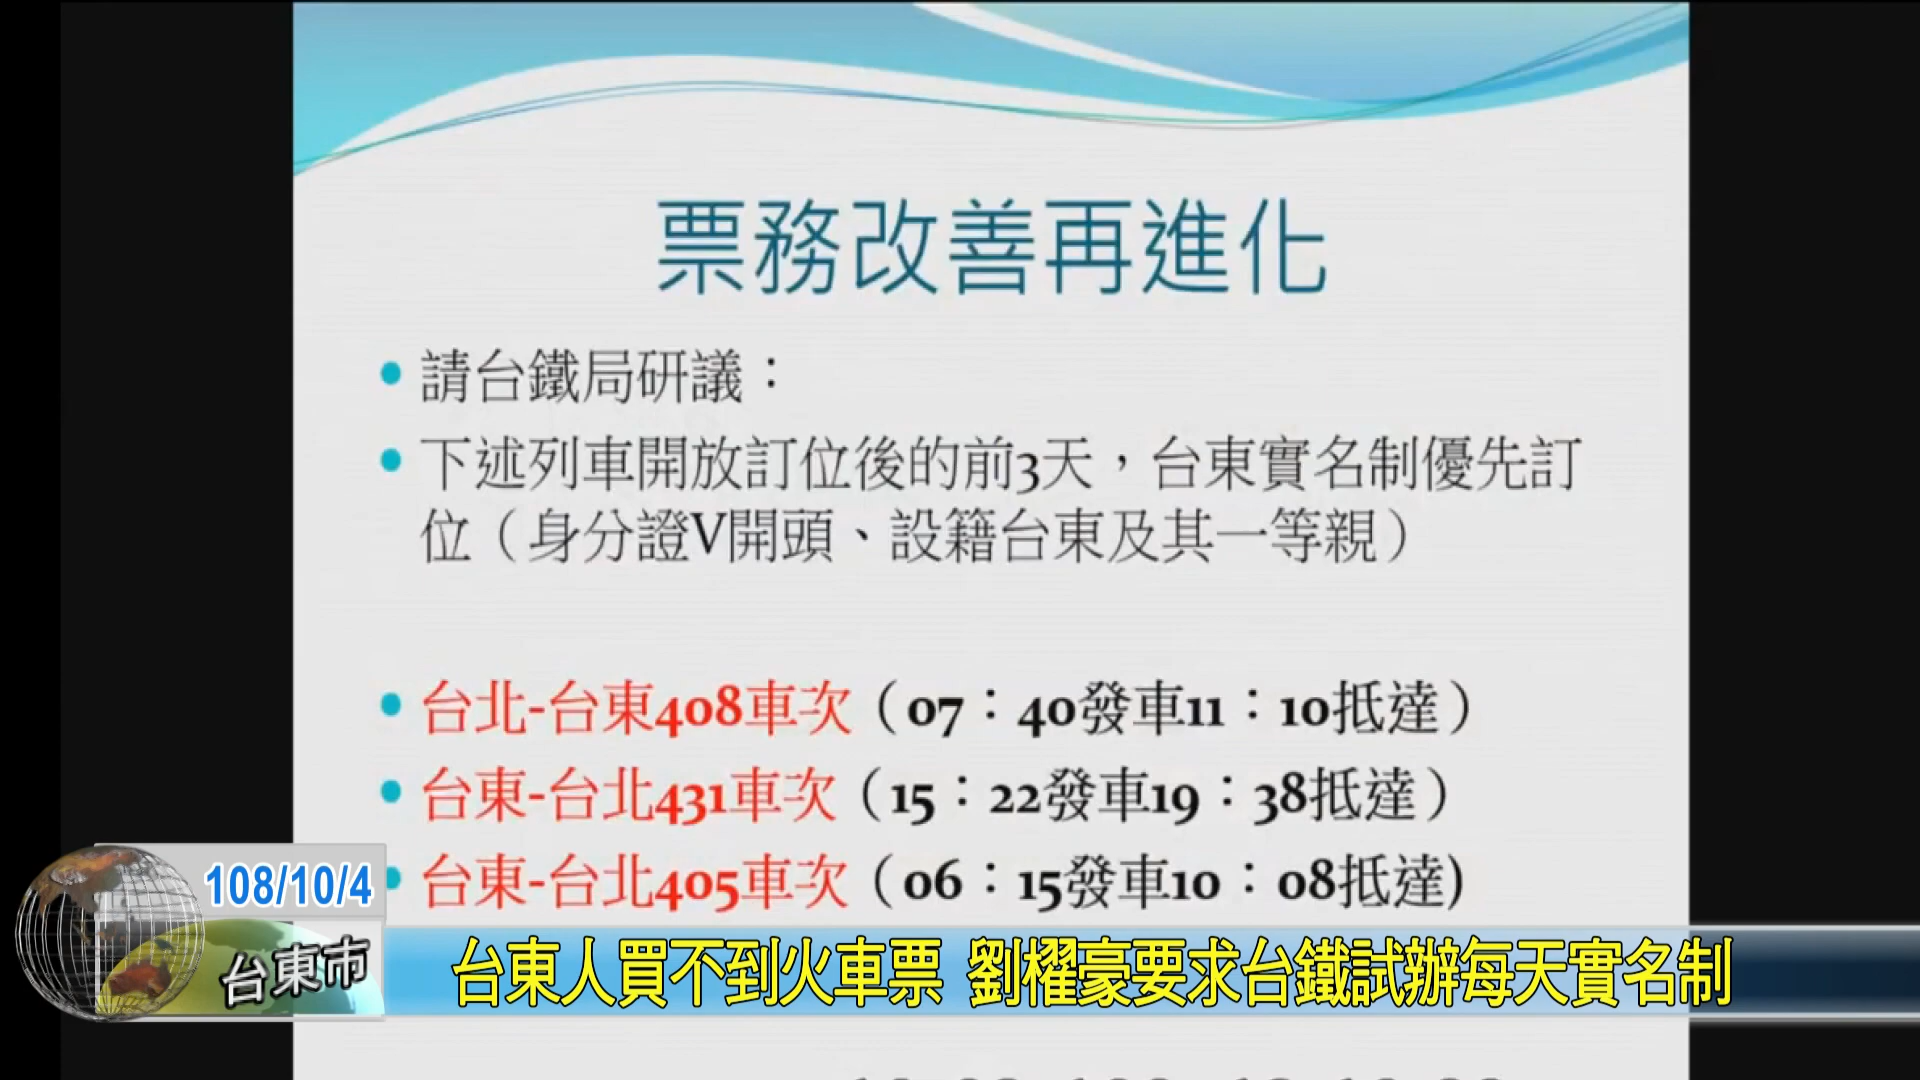 票務改善再進化
請台鐵局研議：
下述列車開放訂位後的前3天，台東實名制優先訂
位（身分證V開頭、設籍台東及其一等親）
台北-台東408車次（07：40發車11：10抵達）
台東-台北431車次（15：22發車19：38抵達）
台東-台北405車次（06：15發車10：08抵達)
108/10/4
台東市
台東人買不到火車票 劉櫂豪要求台鐵試辦每天實名制